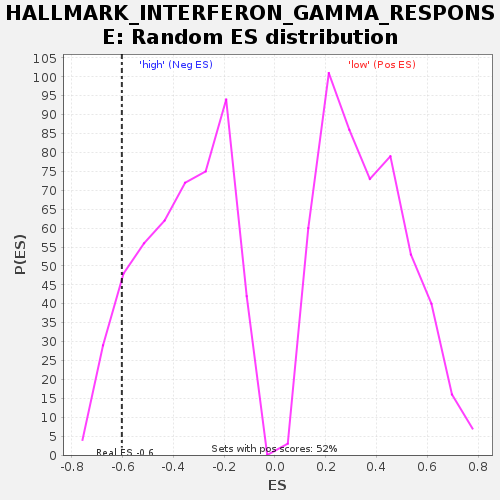 HALLMARK_INTERFERON_GAMMA_RESPONS
E: Random ES distribution
'high' (Neg ES)
'low' (Pos ES)
105
100
95
90
85
80
75
70
65
60
55
50
45
40
35
30
25
20
15
10
5
0
P(ES)
Real ES -0.6
Sets with pos scores: 52%
-0.8 -0.6 -0.4 -0.2 0.0 0.2 0.4 0.6 0.8
ES